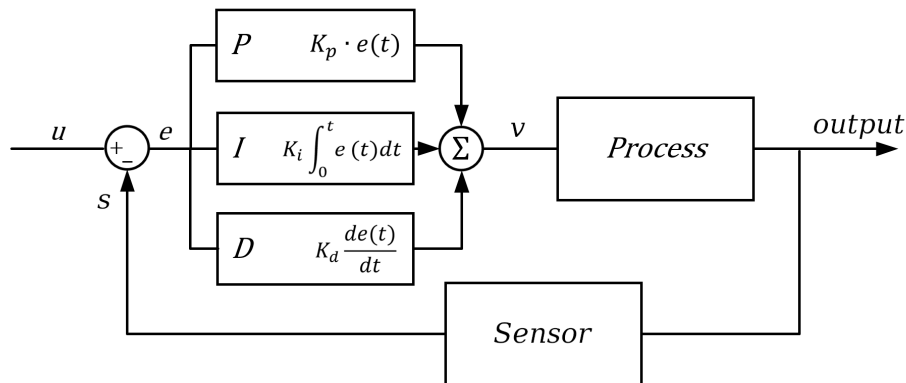 P K_p · e(t)
u
+
−
e
I K_i ∫_0^t e (t)dt
Σ
v
Process
output
s
D K_d de(t)/dt
Sensor